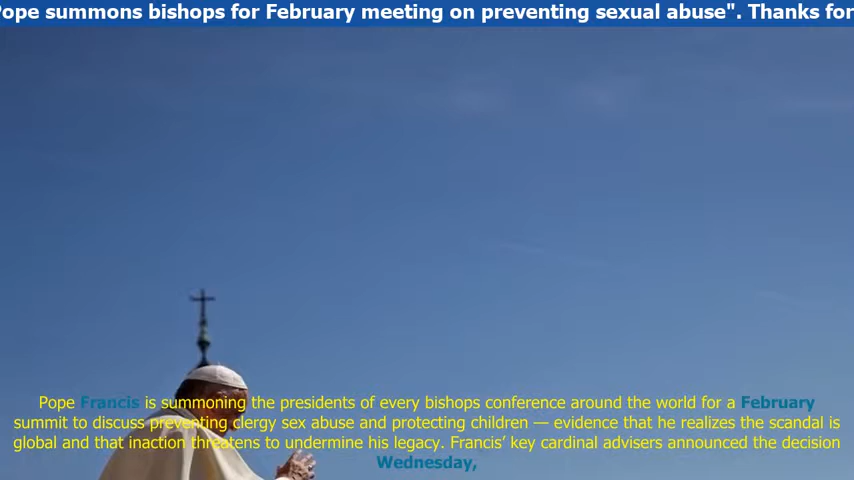 Pope summons bishops for February meeting on preventing sexual abuse". Thanks for
Pope Francis is summoning the presidents of every bishops conference around the world for a February
summit to discuss preventing clergy sex abuse and protecting children — evidence that he realizes the scandal is
global and that inaction threatens to undermine his legacy. Francis’ key cardinal advisers announced the decision
Wednesday,